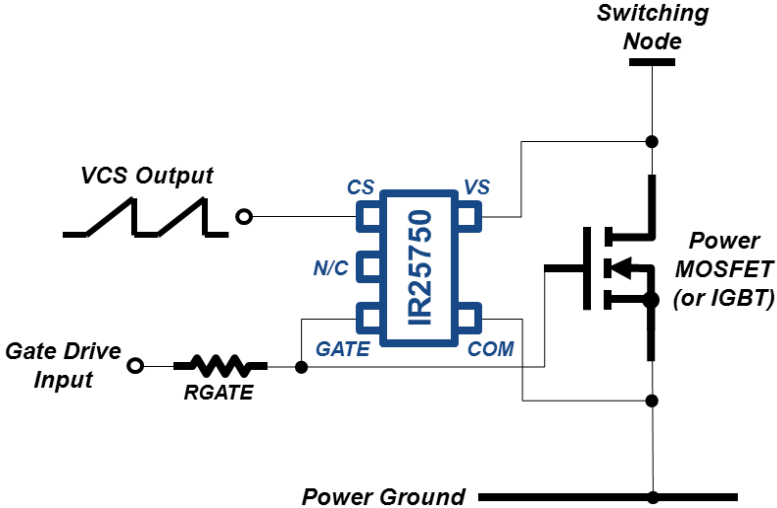 Switching
Node
VCS Output
CS
VS
IR25750
N/C
Power
MOSFET
(or IGBT)
GATE
COM
Gate Drive
Input
RGATE
Power Ground